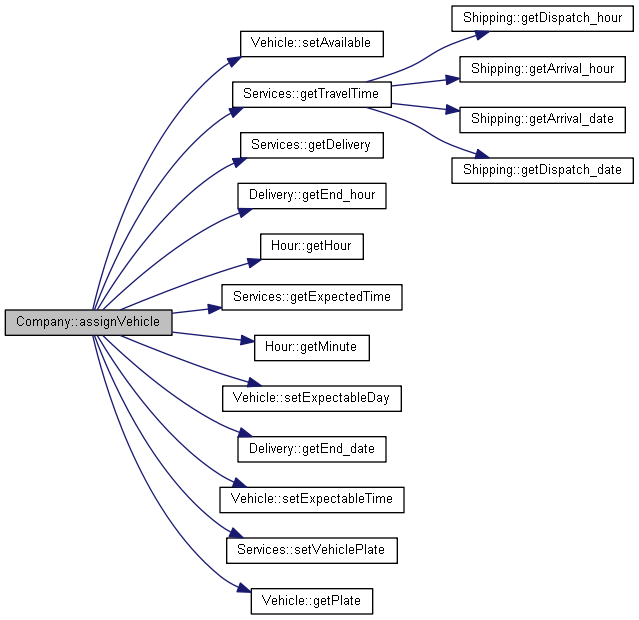 Shipping::getDispatch_hour
Vehicle::setAvailable
Shipping::getArrival_hour
Services::getTravelTime
Shipping::getArrival_date
Services::getDelivery
Shipping::getDispatch_date
Delivery::getEnd_hour
Hour::getHour
Services::getExpectedTime
Company::assignVehicle
Hour::getMinute
Vehicle::setExpectableDay
Delivery::getEnd_date
Vehicle::setExpectableTime
Services::setVehiclePlate
Vehicle::getPlate